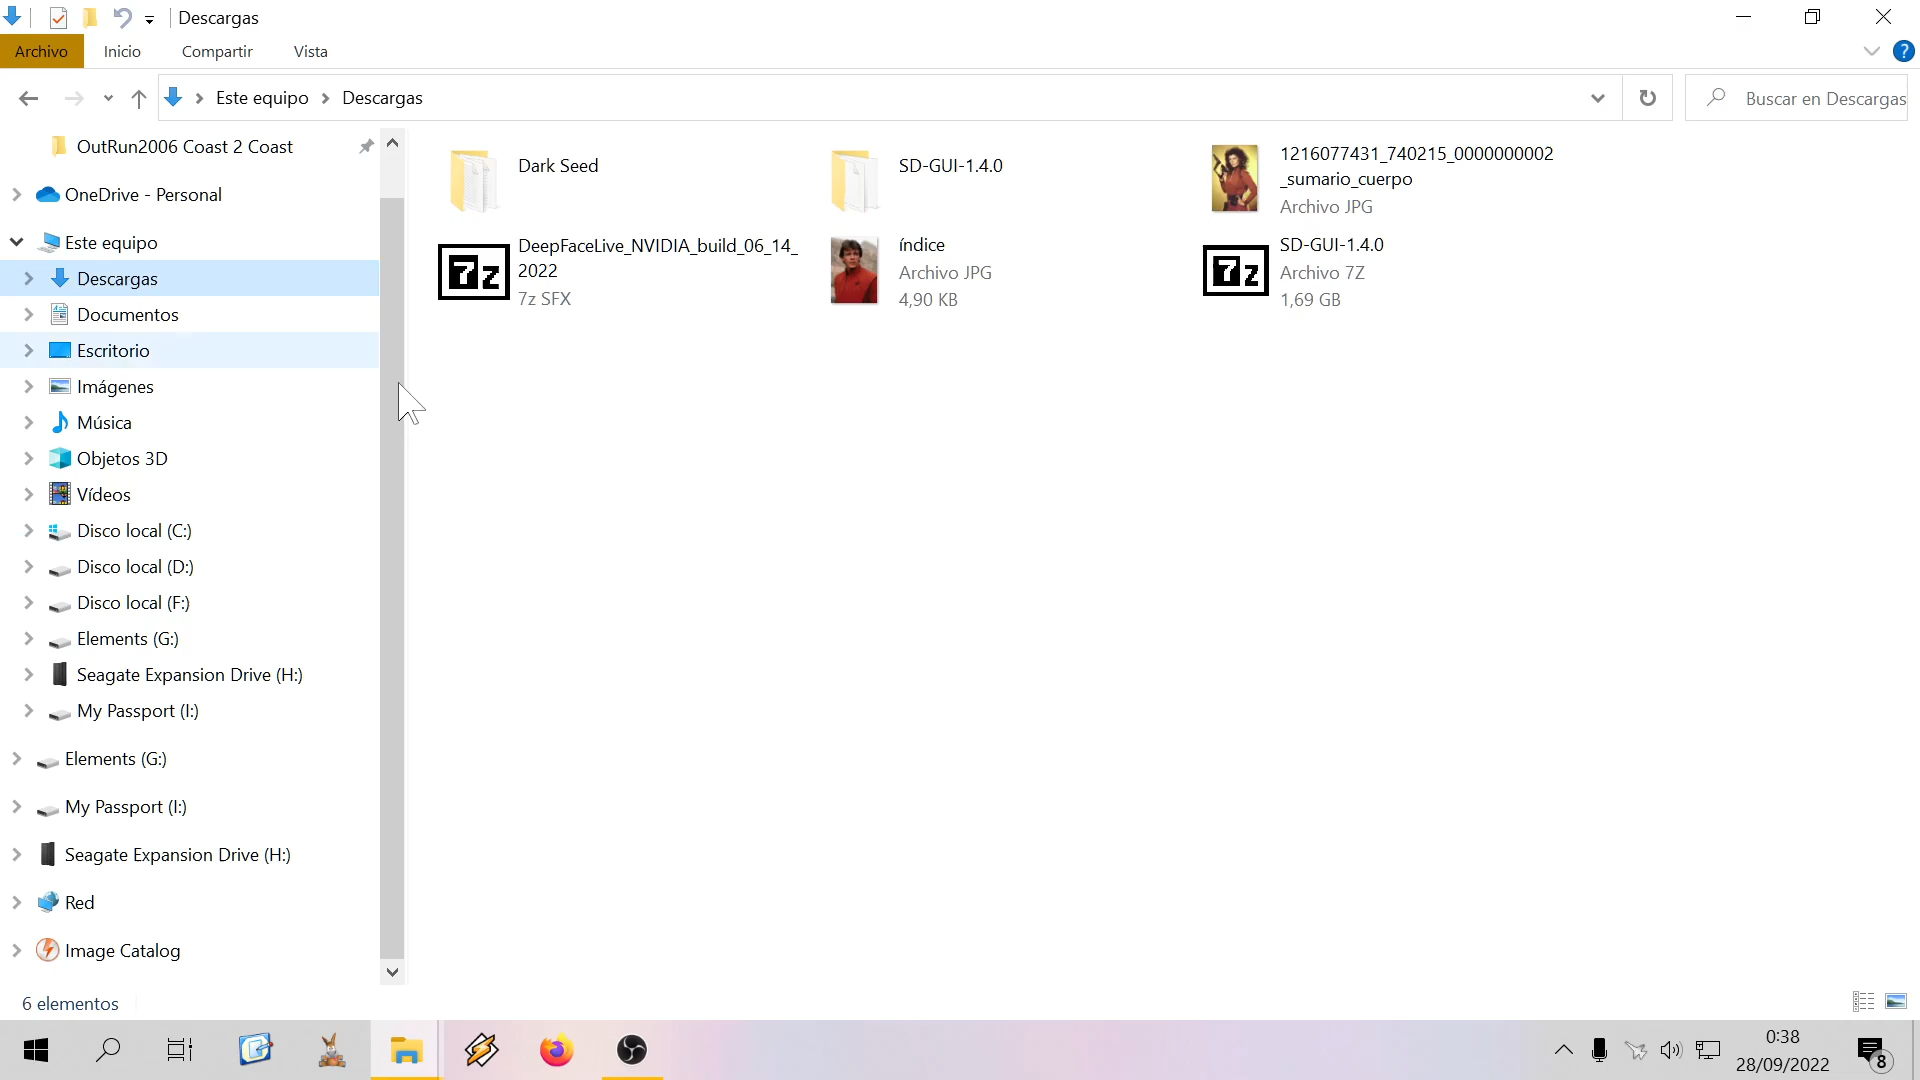 Descargas
Archivo
Inicio
Compartir
Vista
?
Este equipo
Descargas
Buscar en Descargas
OutRun2006 Coast 2 Coast
OneDrive - Personal
Este equipo
Descargas
Documentos
Escritorio
Imágenes
Música
Objetos 3D
Vídeos
Disco local (C:)
Disco local (D:)
Disco local (F:)
Elements (G:)
Seagate Expansion Drive (H:)
My Passport (I:)
Elements (G:)
My Passport (I:)
Seagate Expansion Drive (H:)
Red
Image Catalog
Dark Seed
SD-GUI-1.4.0
1216077431_740215_0000000002
_sumario_cuerpo
Archivo JPG
7z
DeepFaceLive_NVIDIA_build_06_14_
2022
7z SFX
índice
Archivo JPG
4,90 KB
7z
SD-GUI-1.4.0
Archivo 7Z
1,69 GB
6 elementos
0:38
28/09/2022
8